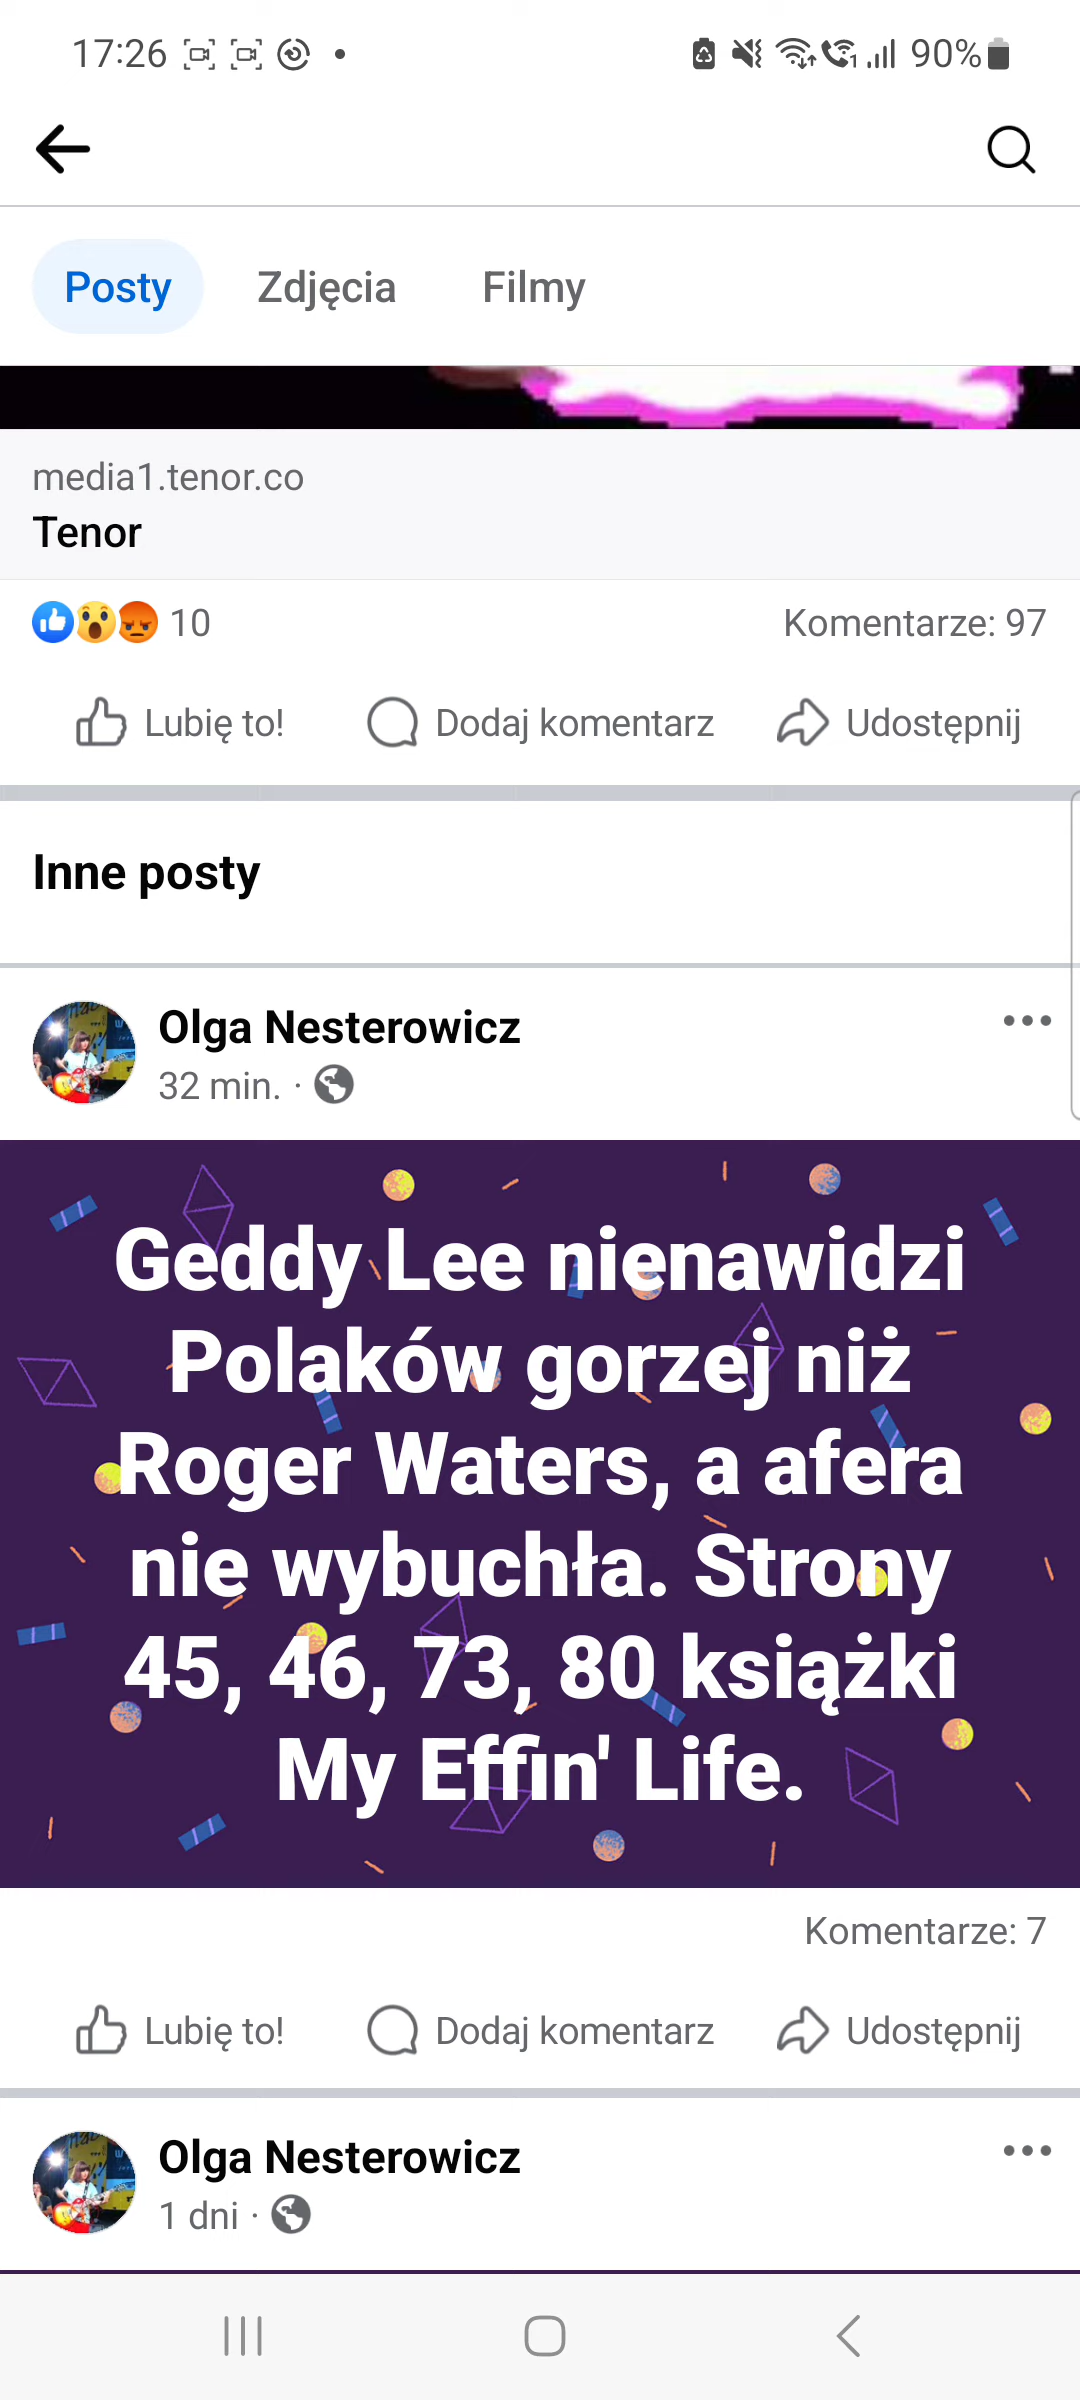 17:26 90%
Posty Zdjęcia Filmy
media1.tenor.co
Tenor
10 Komentarze: 97
Lubię to! Dodaj komentarz Udostępnij
Inne posty
Olga Nesterowicz
32 min. ·
Geddy Lee nienawidzi
Polaków gorzej niż
Roger Waters, a afera
nie wybuchła. Strony
45, 46, 73, 80 książki
My Effin' Life.
Komentarze: 7
Lubię to! Dodaj komentarz Udostępnij
Olga Nesterowicz
1 dni ·